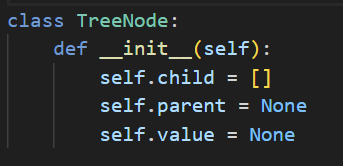 class TreeNode:
    def __init__(self):
        self.child = []
        self.parent = None
        self.value = None